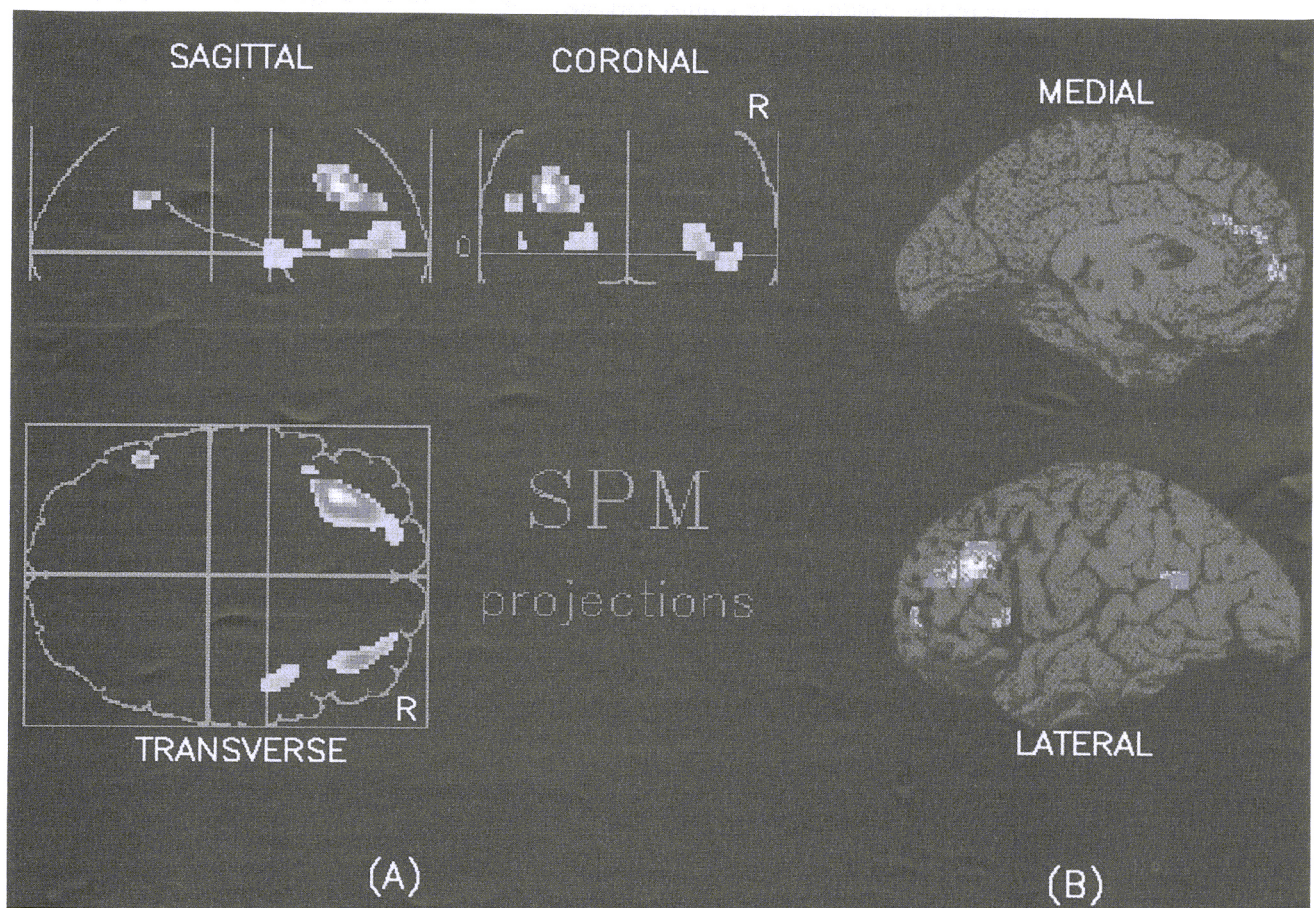 SAGITTAL
CORONAL
R
MEDIAL
0
SPM
projections
R
TRANSVERSE
LATERAL
(A)
(B)